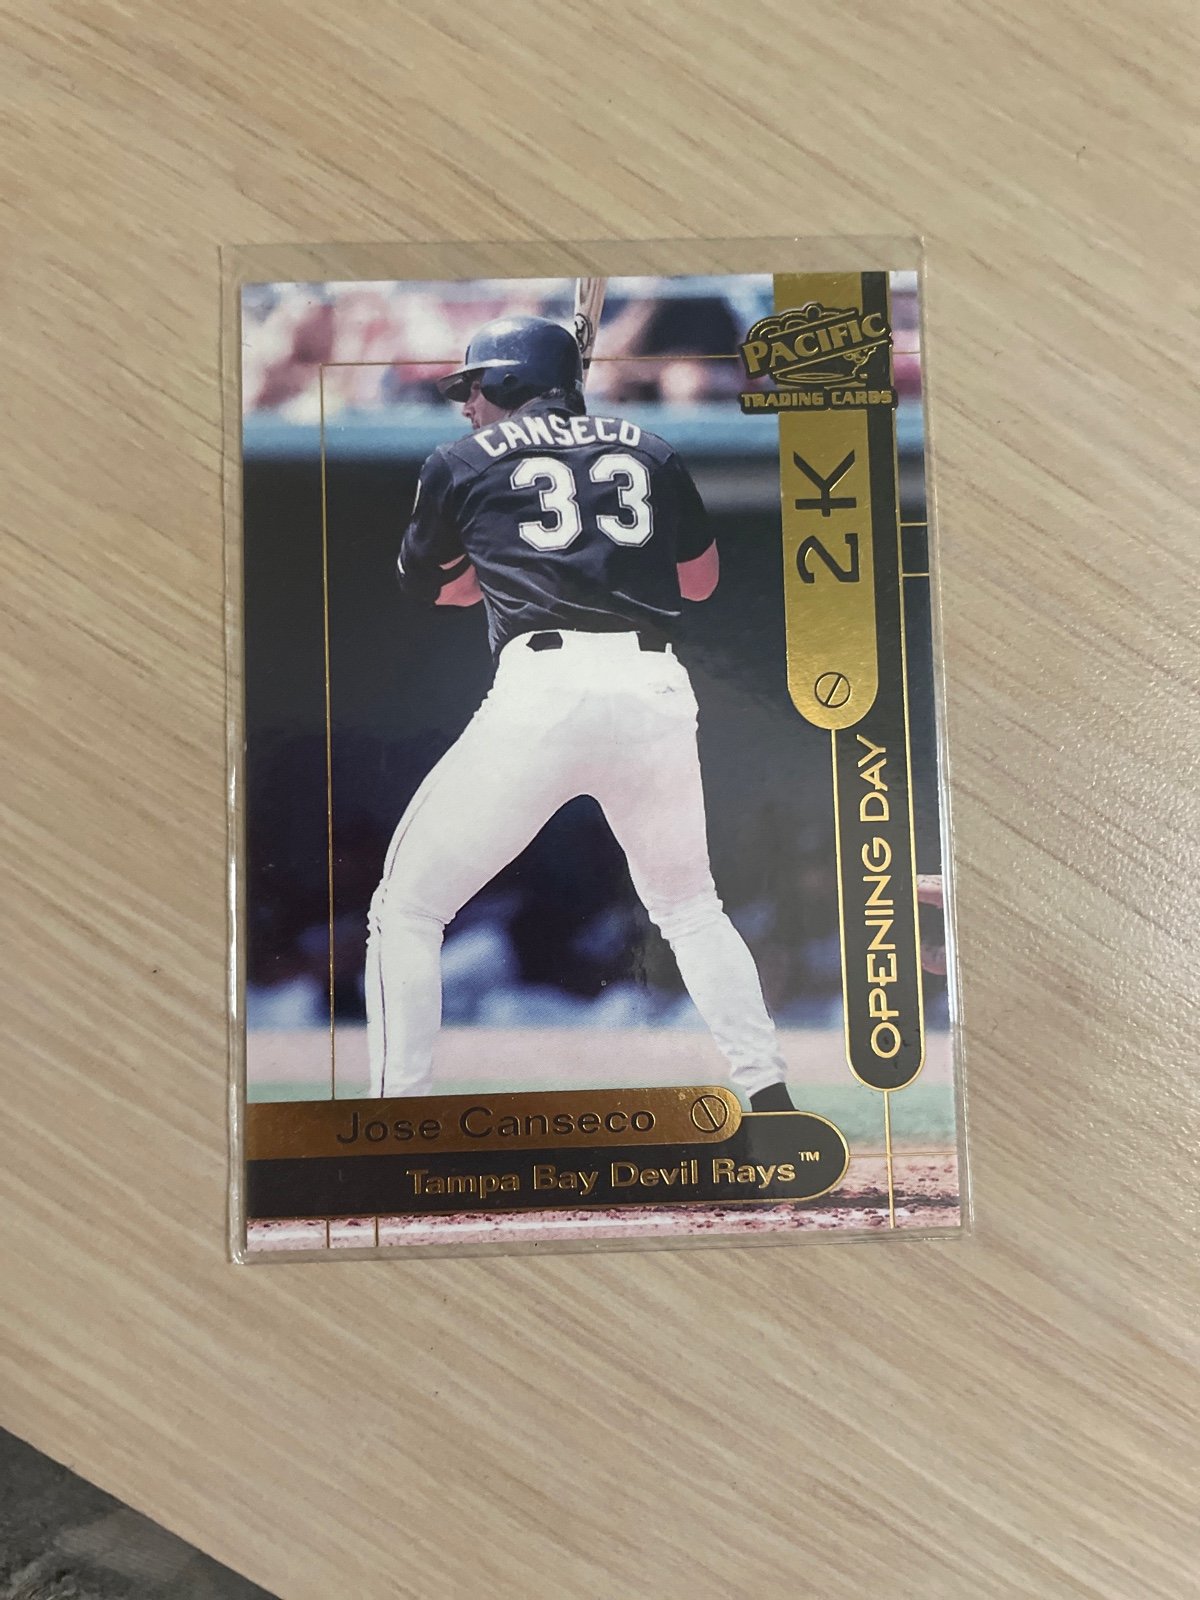 PACIFIC
TRADING CARDS
2K
OPENING DAY
CANSECO
33
Jose Canseco
Tampa Bay Devil Rays™